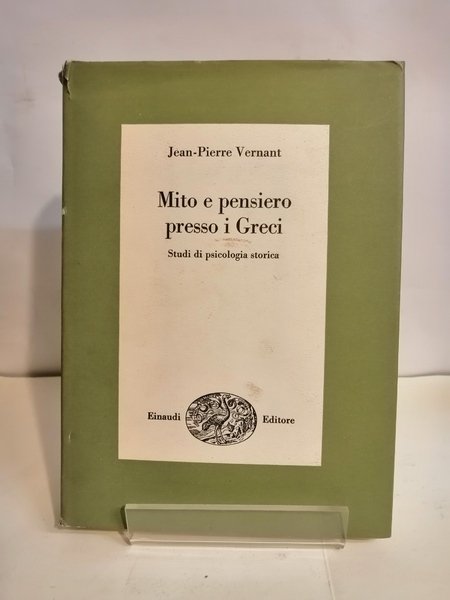 Jean-Pierre Vernant
Mito e pensiero
presso i Greci
Studi di psicologia storica
Einaudi Editore